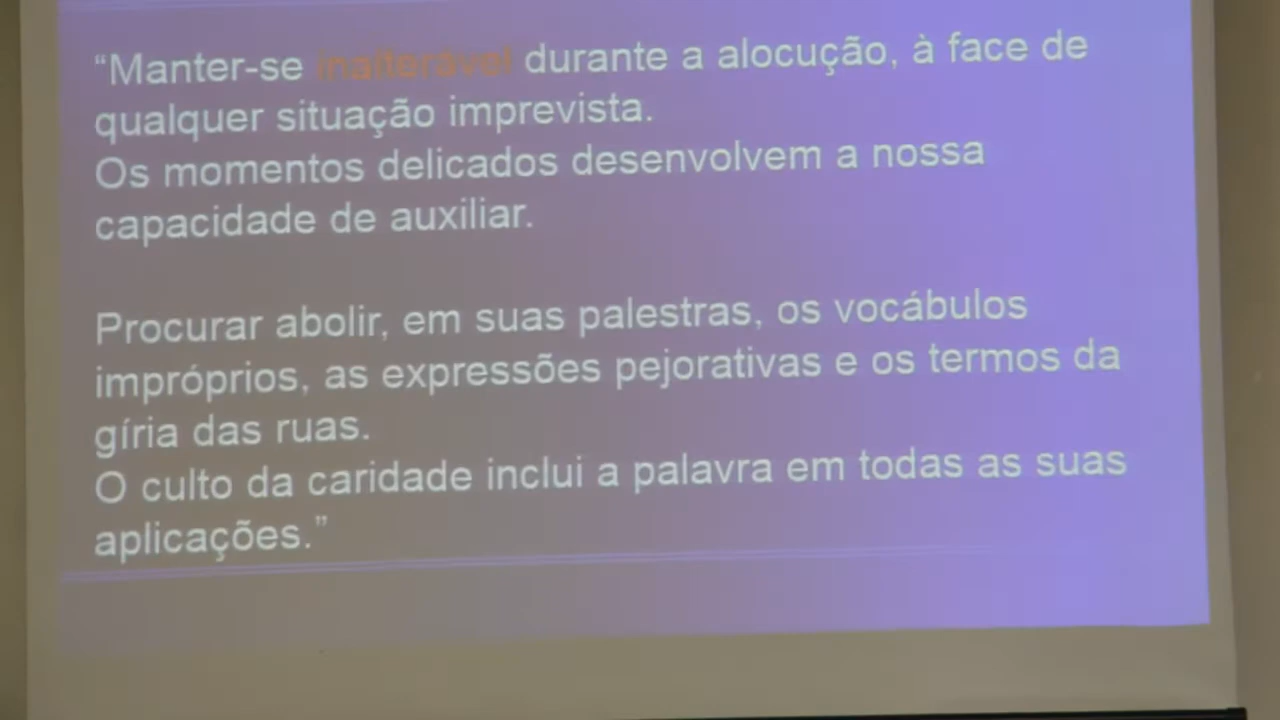 “Manter-se inalterável durante a alocução, à face de
qualquer situação imprevista.
Os momentos delicados desenvolvem a nossa
capacidade de auxiliar.
Procurar abolir, em suas palestras, os vocábulos
impróprios, as expressões pejorativas e os termos da
gíria das ruas.
O culto da caridade inclui a palavra em todas as suas
aplicações.”